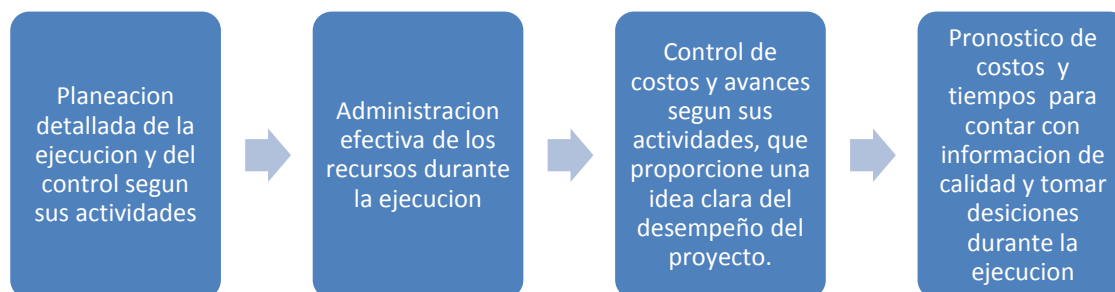 Planeacion
detallada de la
ejecucion y del
control segun
sus actividades
Administracion
efectiva de los
recursos durante
la ejecucion
Control de
costos y avances
segun sus
actividades, que
proporcione una
idea clara del
desempeño del
proyecto.
Pronostico de
costos y
tiempos para
contar con
informacion de
calidad y tomar
desiciones
durante la
ejecucion